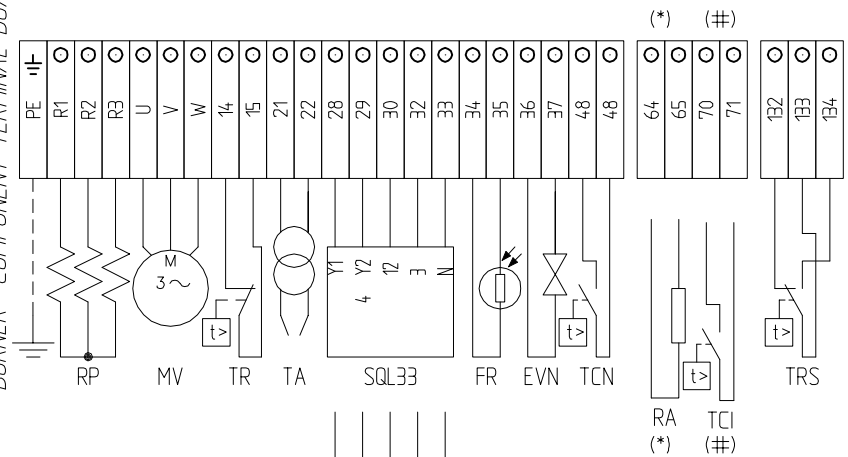 (*) (#)
PE R1 R2 R3 U V W 14 15 21 22 28 29 30 32 33 34 35 36 37 48 48 64 65 70 71 132 133 134
M
3~
Y1 Y2 12 3 N
4
t> t> t> t>
RP MV TR TA SQL33 FR EVN TCN TRS
RA TCI
(*) (#)